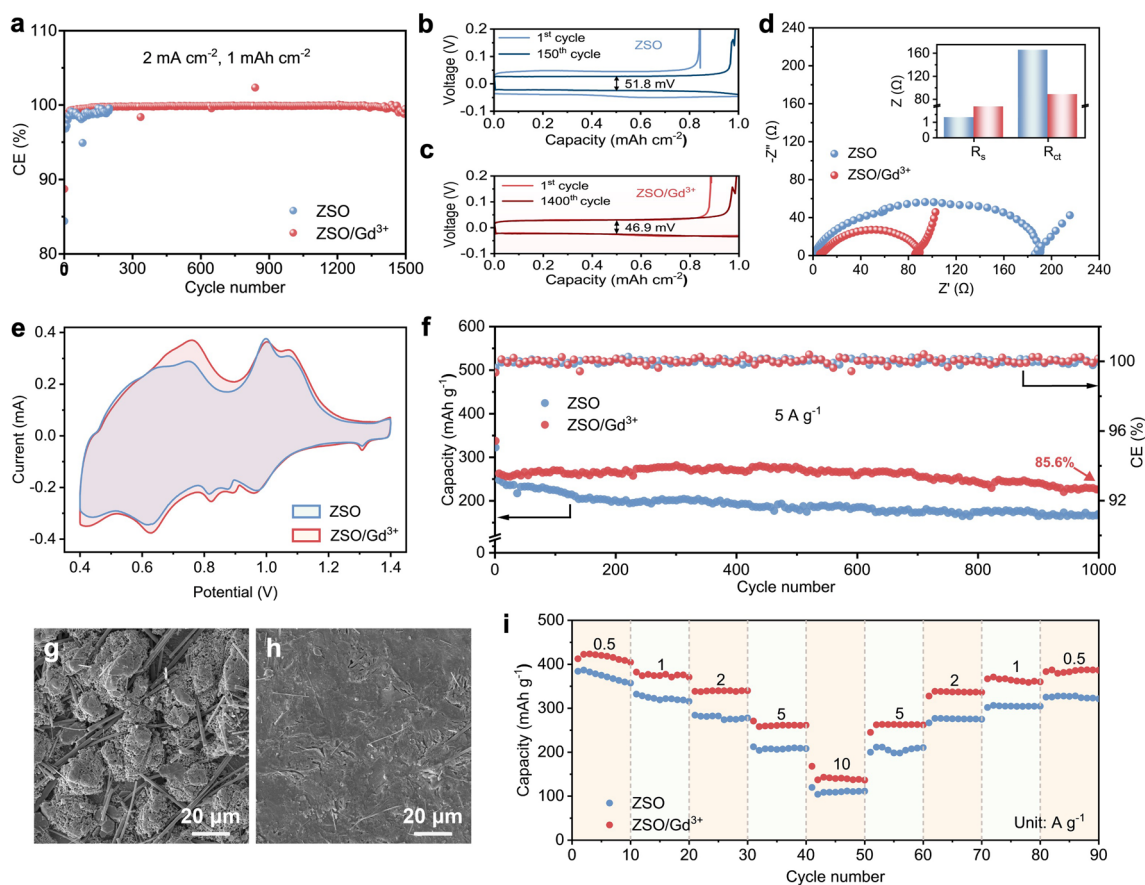 a
CE (%)
100
95
90
85
80
2 mA cm⁻², 1 mAh cm⁻²
ZSO
ZSO/Gd³⁺
0
300
600
900
1200
1500
Cycle number
b
Voltage (V)
0.2
0.1
0.0
-0.1
1ˢᵗ cycle
150ᵗʰ cycle
ZSO
51.8 mV
0.0
0.2
0.4
0.6
0.8
1.0
Capacity (mAh cm⁻²)
c
Voltage (V)
0.2
0.1
0.0
-0.1
1ˢᵗ cycle
1400ᵗʰ cycle
ZSO/Gd³⁺
46.9 mV
0.0
0.2
0.4
0.6
0.8
1.0
Capacity (mAh cm⁻²)
d
-Z'' (Ω)
240
200
160
120
80
40
0
ZSO
ZSO/Gd³⁺
Z (Ω)
160
120
80
1
0
Rₛ
R꜀ₜ
0
40
80
120
160
200
240
Z' (Ω)
e
Current (mA)
0.4
0.2
0.0
-0.2
-0.4
ZSO
ZSO/Gd³⁺
0.4
0.6
0.8
1.0
1.2
1.4
Potential (V)
f
Capacity (mAh g⁻¹)
600
500
400
300
200
0
ZSO
ZSO/Gd³⁺
5 A g⁻¹
85.6%
CE (%)
100
96
92
0
200
400
600
800
1000
Cycle number
g
20 μm
h
20 μm
i
Capacity (mAh g⁻¹)
500
400
300
200
100
0
0.5
1
2
5
10
5
2
1
0.5
ZSO
ZSO/Gd³⁺
Unit: A g⁻¹
0
10
20
30
40
50
60
70
80
90
Cycle number